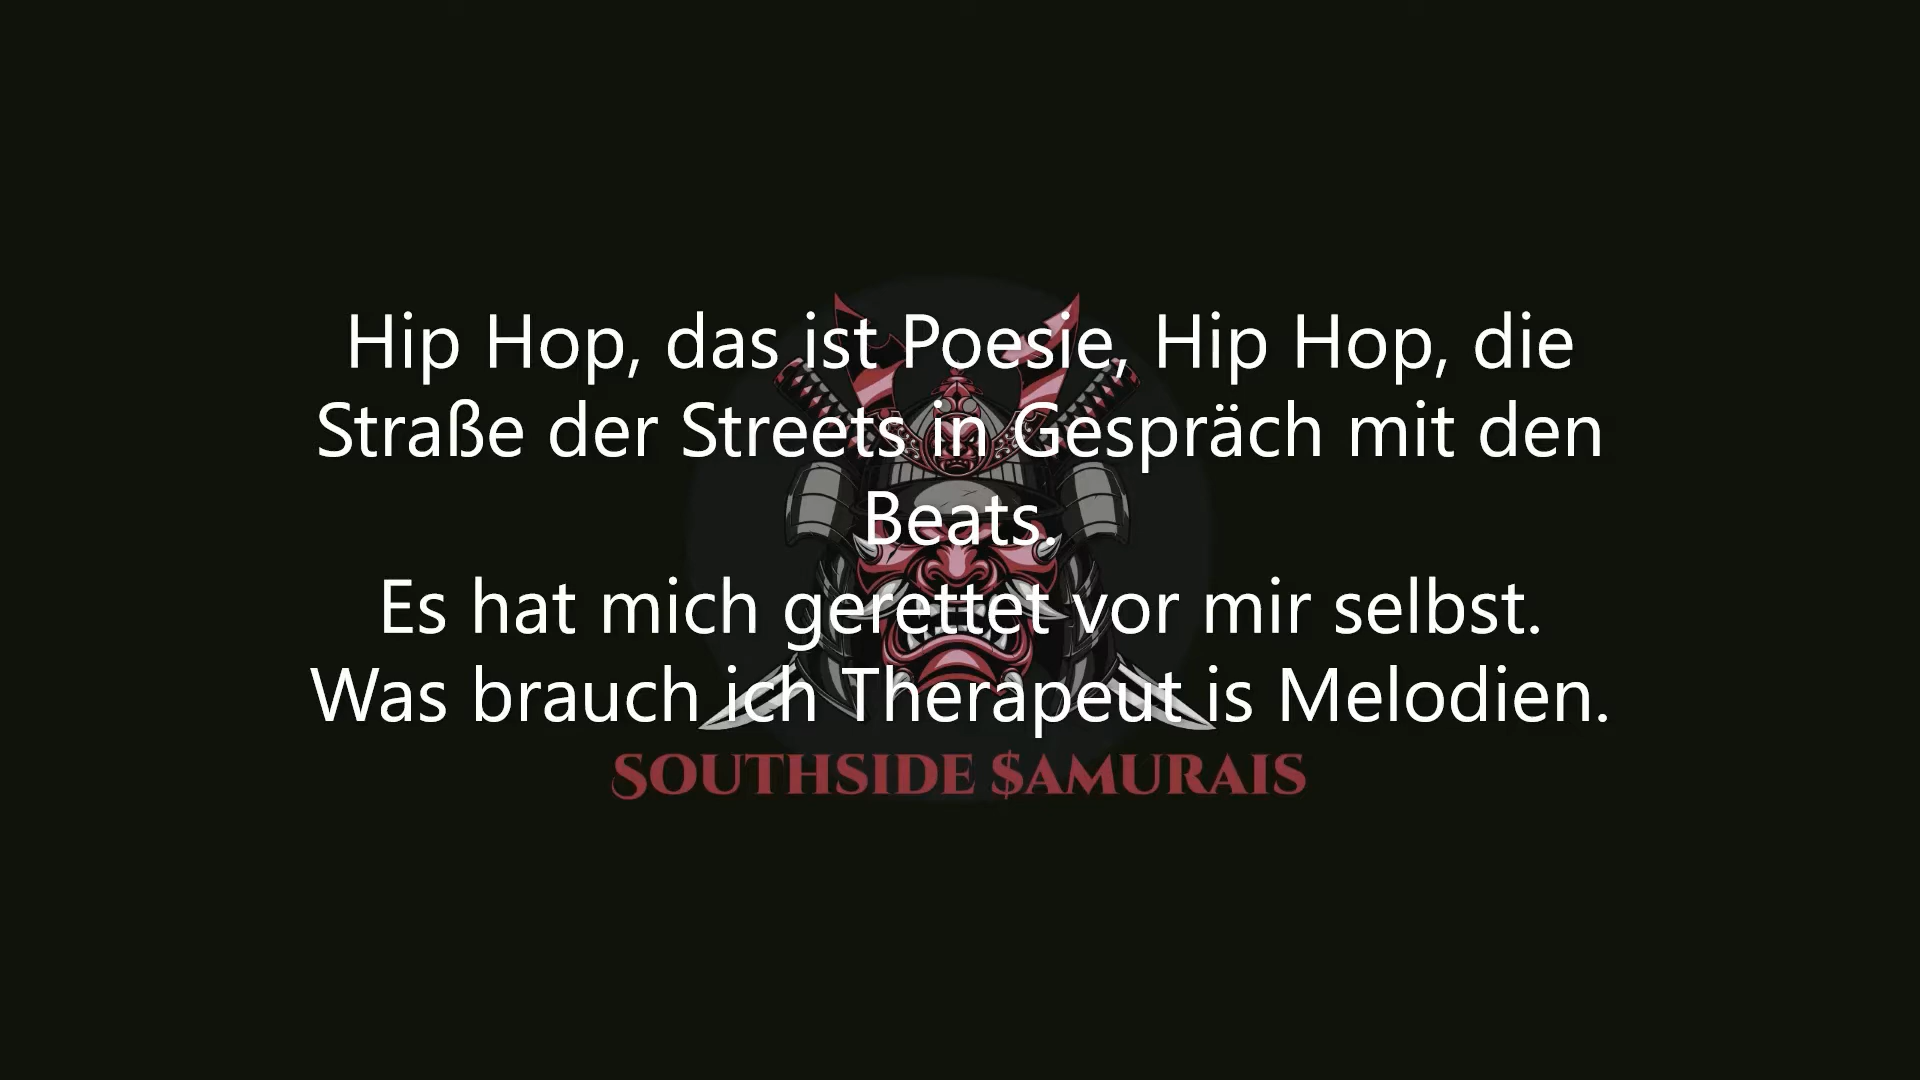 Hip Hop, das ist Poesie, Hip Hop, die
Straße der Streets in Gespräch mit den
Beats.
Es hat mich gerettet vor mir selbst.
Was brauch ich Therapeut is Melodien.
SOUTHSIDE $AMURAIS